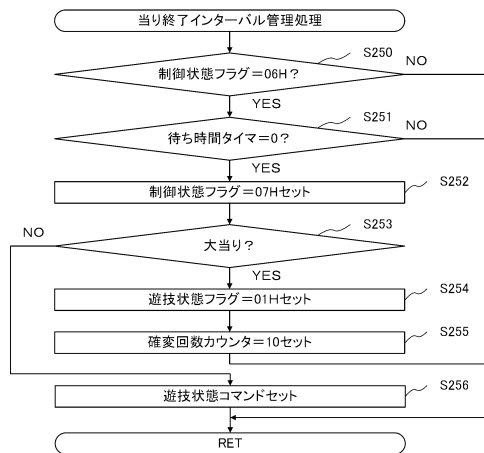 当り終了インターバル管理処理
S250
制御状態フラグ=06H?
NO
YES
S251
待ち時間タイマ=0?
NO
YES
制御状態フラグ=07Hセット
S252
S253
NO
大当り?
YES
遊技状態フラグ=01Hセット
S254
確変回数カウンタ=10セット
S255
遊技状態コマンドセット
S256
RET